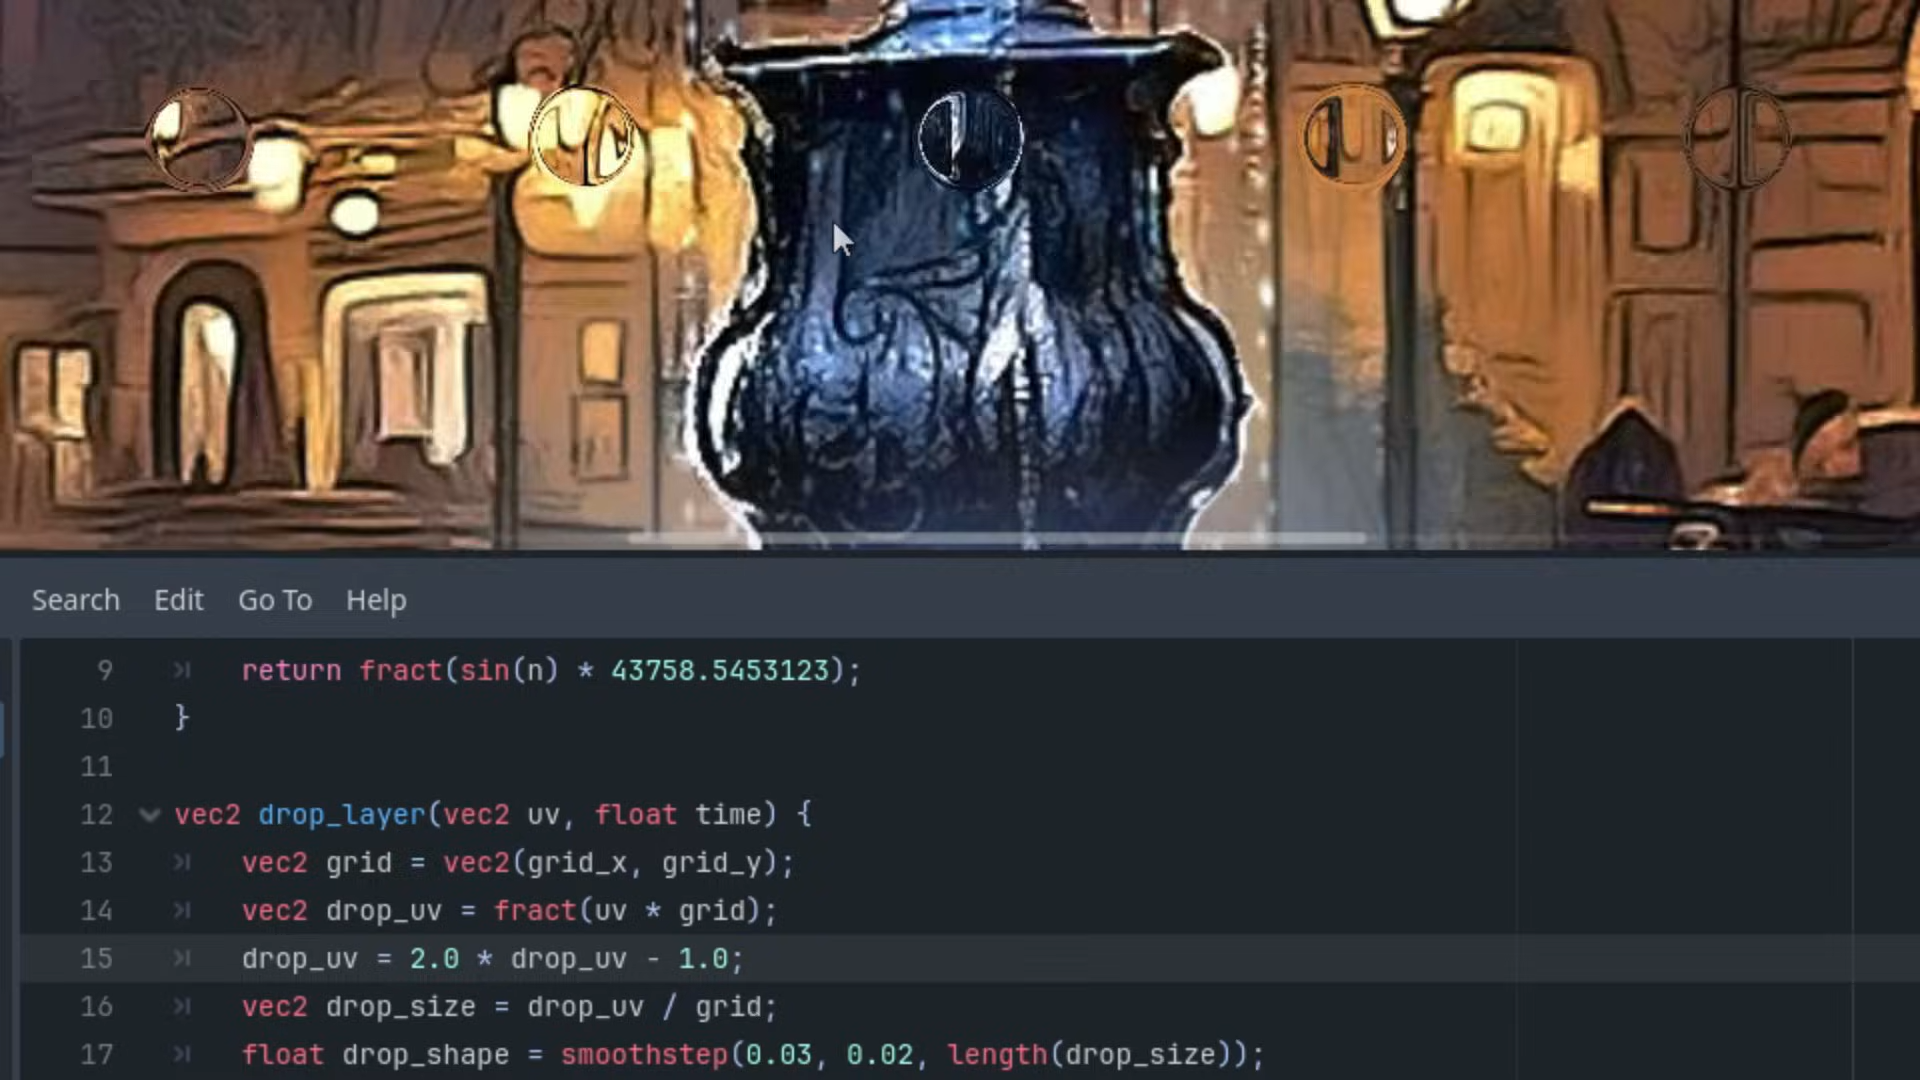 Search Edit Go To Help
9 return fract(sin(n) * 43758.5453123);
10 }
11
12 vec2 drop_layer(vec2 uv, float time) {
13 vec2 grid = vec2(grid_x, grid_y);
14 vec2 drop_uv = fract(uv * grid);
15 drop_uv = 2.0 * drop_uv - 1.0;
16 vec2 drop_size = drop_uv / grid;
17 float drop_shape = smoothstep(0.03, 0.02, length(drop_size));